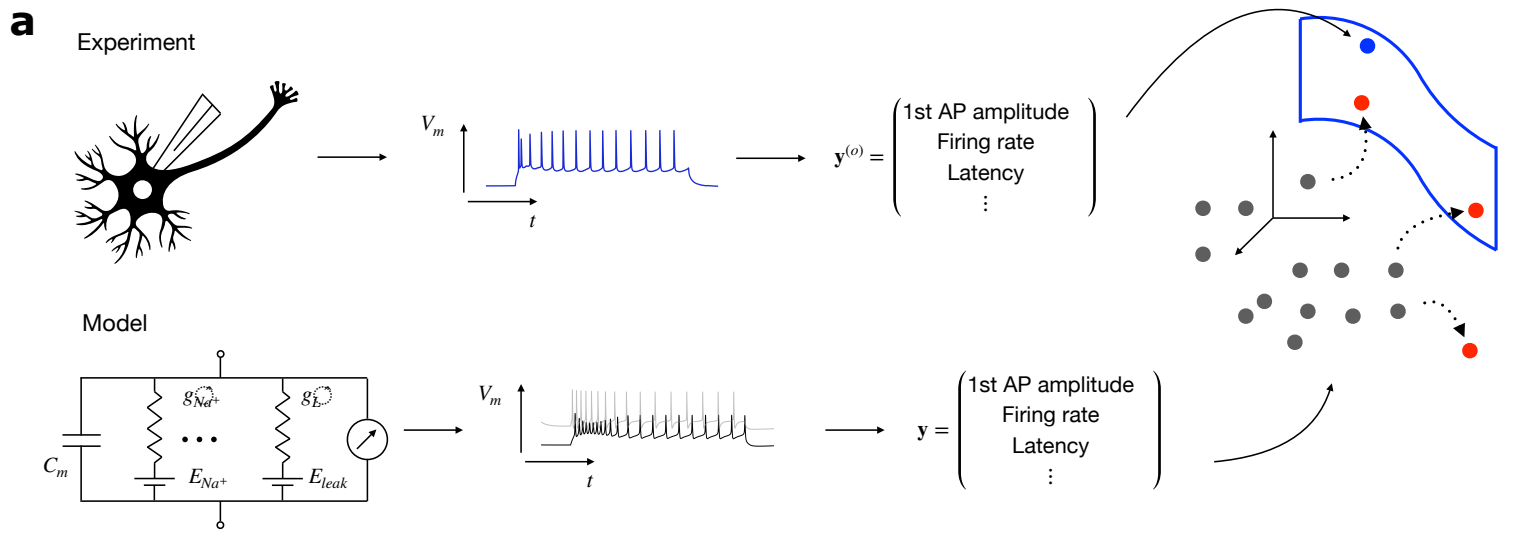 a
Experiment
V_m
t
y^(o) =
1st AP amplitude
Firing rate
Latency
⋮
Model
g_Na+
g_L
C_m
E_Na+
E_leak
V_m
t
y =
1st AP amplitude
Firing rate
Latency
⋮